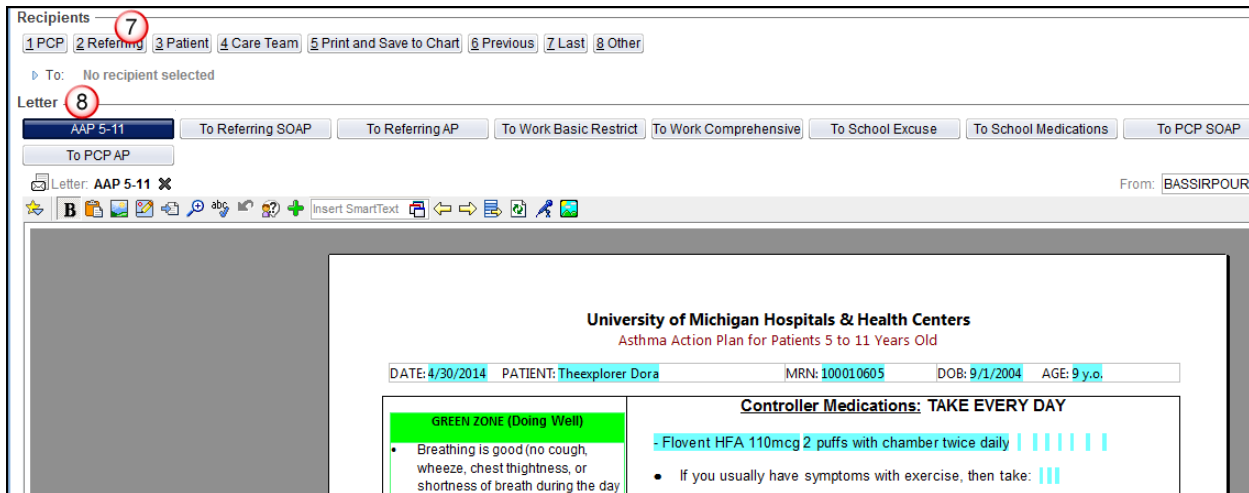 Recipients
7
1 PCP 2 Referring 3 Patient 4 Care Team 5 Print and Save to Chart 6 Previous 7 Last 8 Other
To: No recipient selected
Letter 8
AAP 5-11 To Referring SOAP To Referring AP To Work Basic Restrict To Work Comprehensive To School Excuse To School Medications To PCP SOAP
To PCP AP
Letter: AAP 5-11 From: BASSIRPOUR
B abc Insert SmartText
University of Michigan Hospitals & Health Centers
Asthma Action Plan for Patients 5 to 11 Years Old
DATE: 4/30/2014 PATIENT: Theexplorer Dora MRN: 100010605 DOB: 9/1/2004 AGE: 9 y.o.
GREEN ZONE (Doing Well)
• Breathing is good (no cough,
wheeze, chest thightness, or
shortness of breath during the day
Controller Medications: TAKE EVERY DAY
- Flovent HFA 110mcg 2 puffs with chamber twice daily
• If you usually have symptoms with exercise, then take: